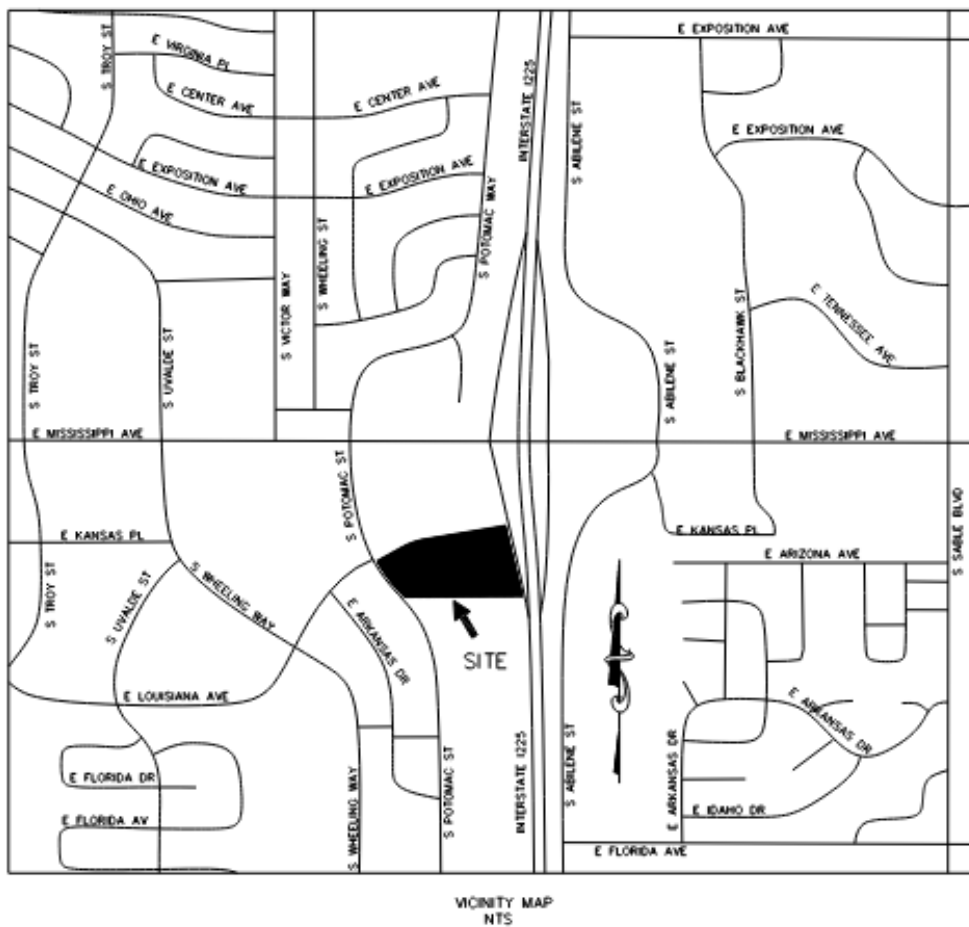 E EXPOSITION AVE
S TROY ST
E VIRGINIA PL
E CENTER AVE
E CENTER AVE
INTERSTATE I225
S ABILENE ST
E EXPOSITION AVE
E EXPOSITION AVE
E EXPOSITION AVE
E OHIO AVE
S POTOMAC WAY
S WHEELING ST
S VICTOR WAY
E TENNESSEE AVE
S TROY ST
S UVALDE ST
S ABILENE ST
S BLACKHAWK ST
E MISSISSIPPI AVE
E MISSISSIPPI AVE
S POTOMAC ST
E KANSAS PL
E KANSAS PL
E ARIZONA AVE
S SABLE BLVD
S TROY ST
S UVALDE ST
S WHEELING WAY
E ARKANSAS DR
SITE
E LOUISIANA AVE
E ARKANSAS DR
E FLORIDA DR
S POTOMAC ST
INTERSTATE I225
S ABILENE ST
E ARKANSAS DR
E IDAHO DR
E FLORIDA AV
S WHEELING WAY
E FLORIDA AVE
VICINITY MAP
NTS